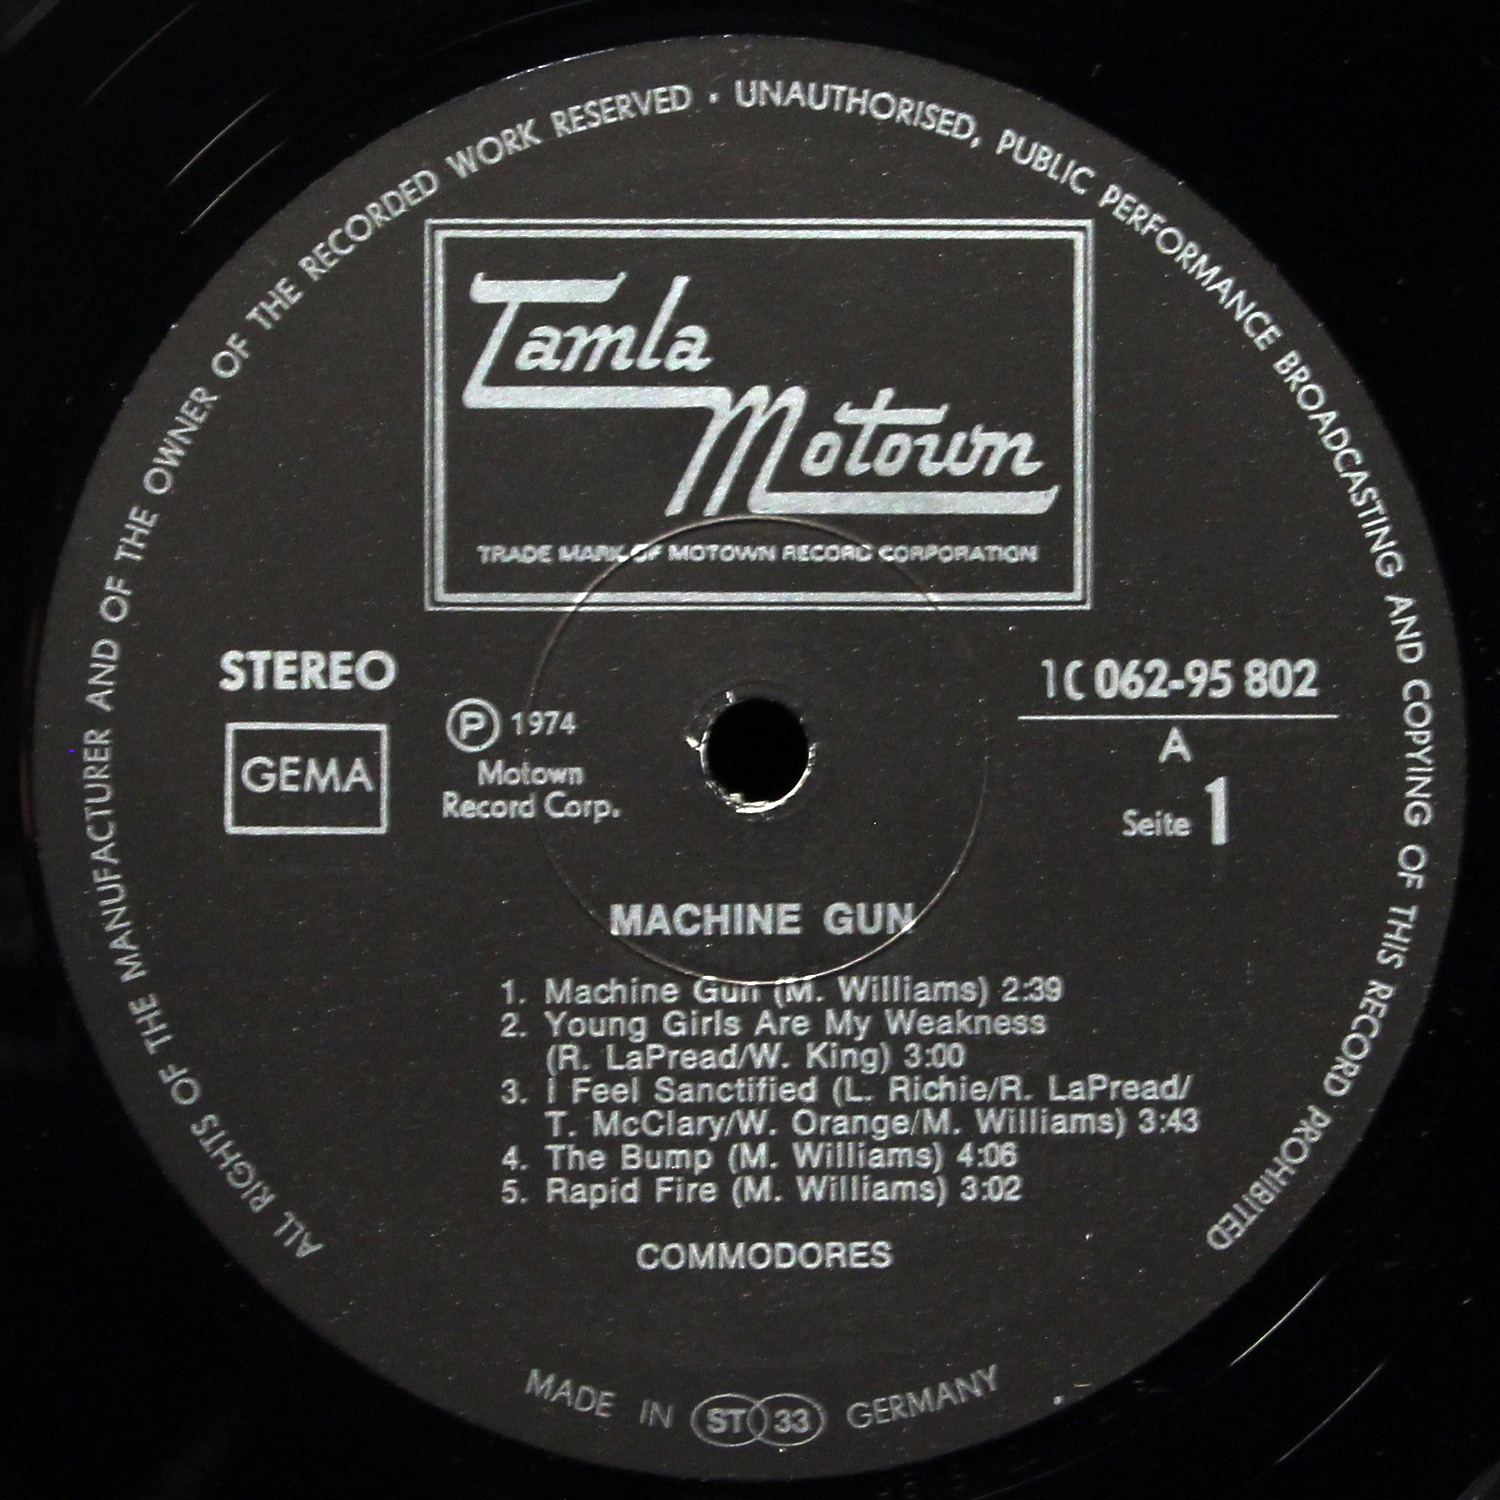 ALL RIGHTS OF THE MANUFACTURER AND OF THE OWNER OF THE RECORDED WORK RESERVED · UNAUTHORISED, PUBLIC PERFORMANCE BROADCASTING AND COPYING OF THIS RECORD PROHIBITED
Tamla
Motown
TRADE MARK OF MOTOWN RECORD CORPORATION
STEREO
GEMA
Ⓟ 1974
Motown
Record Corp.
1C 062-95 802
A
Seite 1
MACHINE GUN
1. Machine Gun (M. Williams) 2:39
2. Young Girls Are My Weakness
(R. LaPread/W. King) 3:00
3. I Feel Sanctified (L. Richie/R. LaPread/
T. McClary/W. Orange/M. Williams) 3:43
4. The Bump (M. Williams) 4:06
5. Rapid Fire (M. Williams) 3:02
COMMODORES
MADE IN ST 33 GERMANY